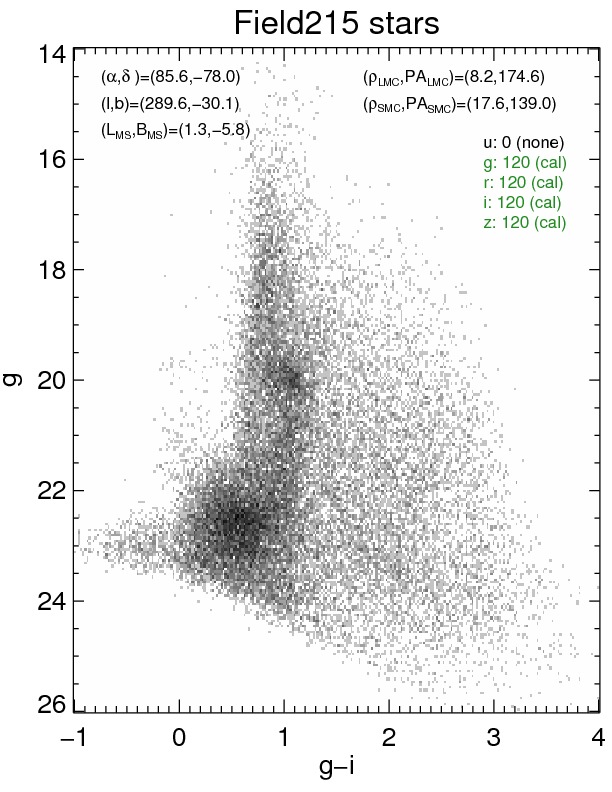 Field215 stars
(α,δ)=(85.6,−78.0)
(ρLMC,PALMC)=(8.2,174.6)
(l,b)=(289.6,−30.1)
(ρSMC,PASMC)=(17.6,139.0)
(LMS,BMS)=(1.3,−5.8)
u: 0 (none)
g: 120 (cal)
r: 120 (cal)
i: 120 (cal)
z: 120 (cal)
14
16
18
20
22
24
26
g
−1 0 1 2 3 4
g−i